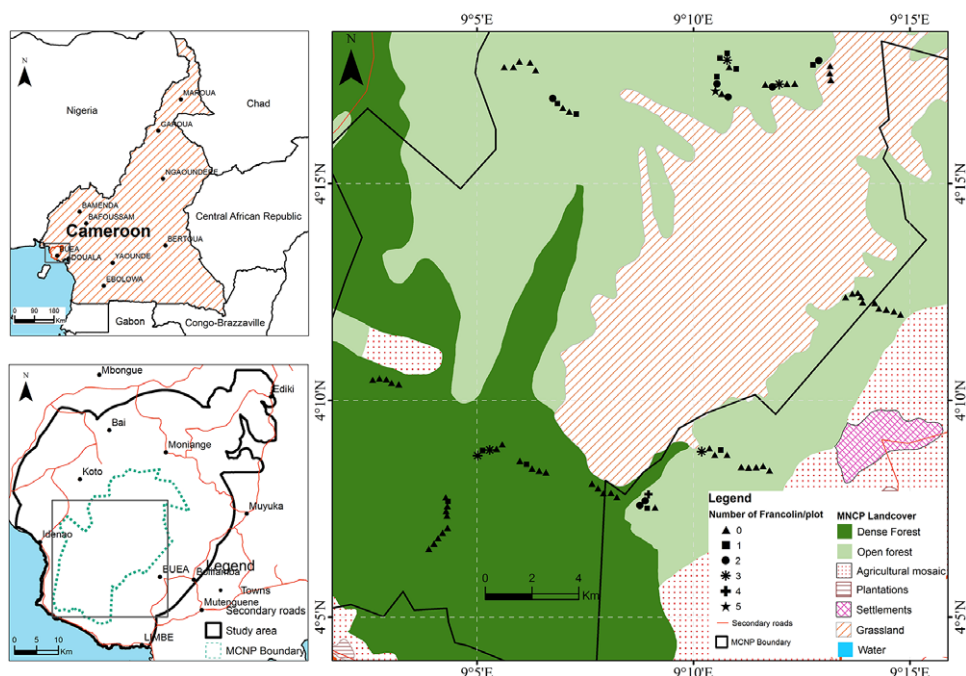 N
Nigeria
Chad
MAROUA
GAROUA
NGAOUNDERE
BAMENDA
BAFOUSSAM
Central African Republic
Cameroon
BERTOUA
BUEA
DOUALA
YAOUNDE
EBOLOWA
0 90 180
Km
Gabon
Congo-Brazzaville
N
Mbongue
Ediki
Bai
Moniange
Koto
Muyuka
Idenao
BUEA
Legend
Towns
Mutenguene
Secondary roads
Study area
LIMBE
MCNP Boundary
0 5 10
Km
9°5'E 9°10'E 9°15'E
N
4°15'N 4°15'N
4°10'N 4°10'N
4°5'N 4°5'N
0 2 4
Km
Legend
Number of Francolin/plot
0
1
2
3
4
5
Secondary roads
MCNP Boundary
MNCP Landcover
Dense Forest
Open forest
Agricultural mosaic
Plantations
Settlements
Grassland
Water